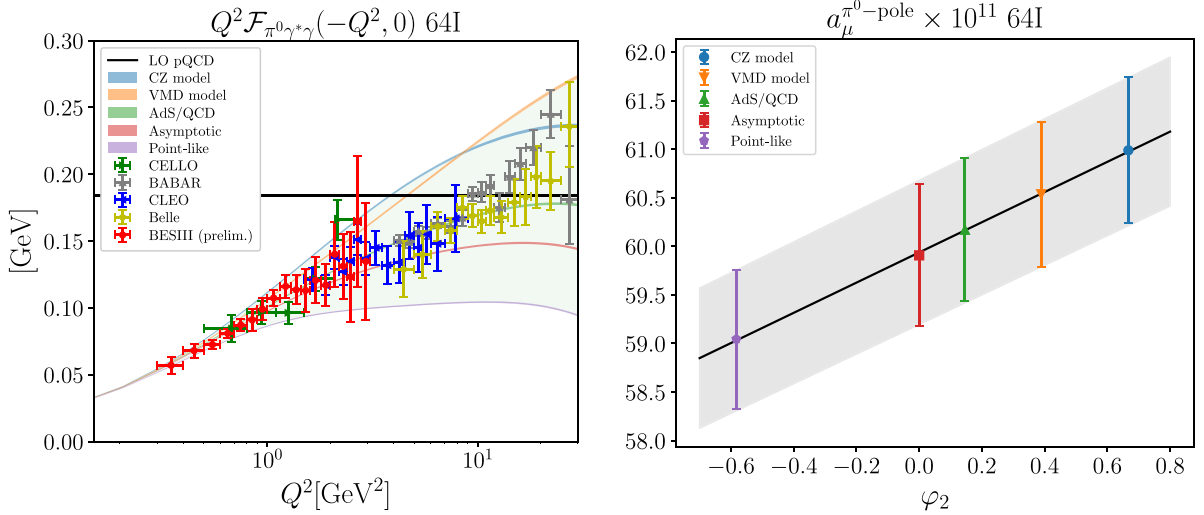 Q²F_{π⁰γ*γ}(−Q², 0) 64I
[GeV]
0.30
0.25
0.20
0.15
0.10
0.05
0.00
LO pQCD
CZ model
VMD model
AdS/QCD
Asymptotic
Point-like
CELLO
BABAR
CLEO
Belle
BESIII (prelim.)
10⁰
10¹
Q²[GeV²]
a_μ^{π⁰−pole} × 10¹¹ 64I
62.0
61.5
61.0
60.5
60.0
59.5
59.0
58.5
58.0
CZ model
VMD model
AdS/QCD
Asymptotic
Point-like
−0.6 −0.4 −0.2 0.0 0.2 0.4 0.6 0.8
φ₂